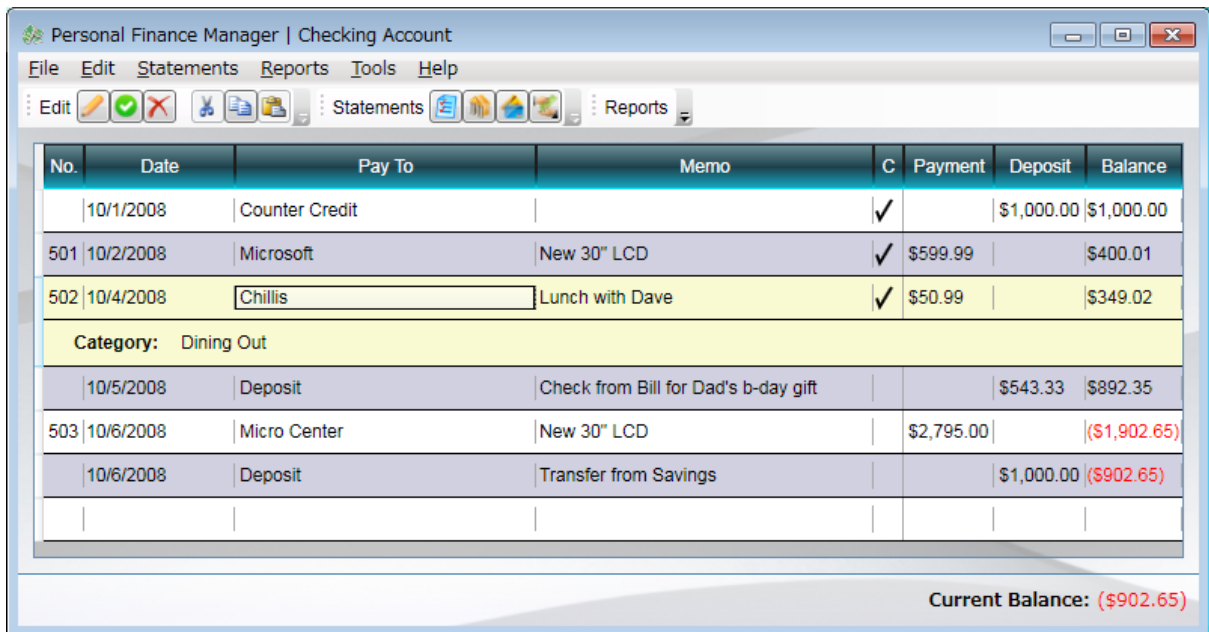 Personal Finance Manager | Checking Account
File Edit Statements Reports Tools Help
Edit Statements Reports
No. Date Pay To Memo C Payment Deposit Balance
10/1/2008 Counter Credit ✓ $1,000.00 $1,000.00
501 10/2/2008 Microsoft New 30" LCD ✓ $599.99 $400.01
502 10/4/2008 Chillis Lunch with Dave ✓ $50.99 $349.02
Category: Dining Out
10/5/2008 Deposit Check from Bill for Dad's b-day gift $543.33 $892.35
503 10/6/2008 Micro Center New 30" LCD $2,795.00 ($1,902.65)
10/6/2008 Deposit Transfer from Savings $1,000.00 ($902.65)
Current Balance: ($902.65)